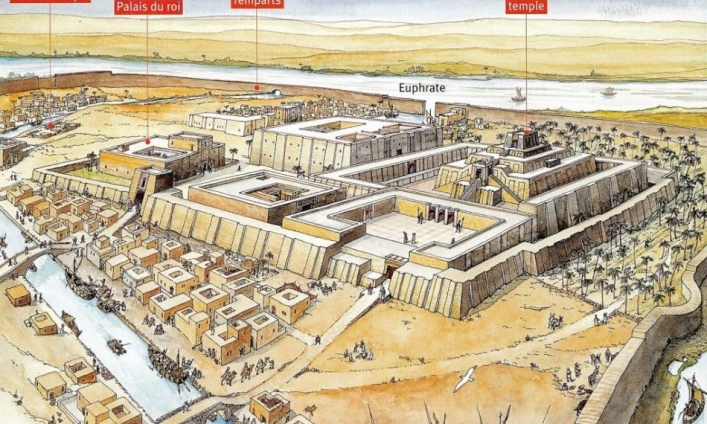 Palais du roi
remparts
temple
Euphrate